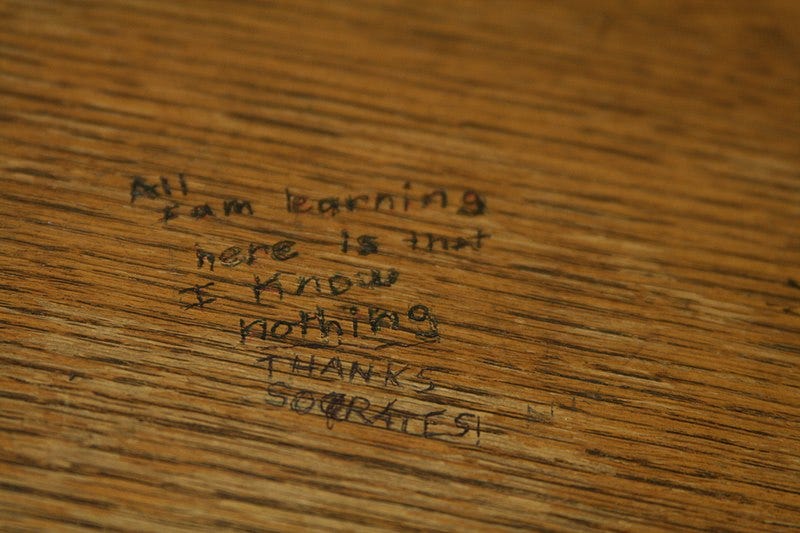 All
I am learning
here is that
I know
nothing
THANKS
SOCRATES!